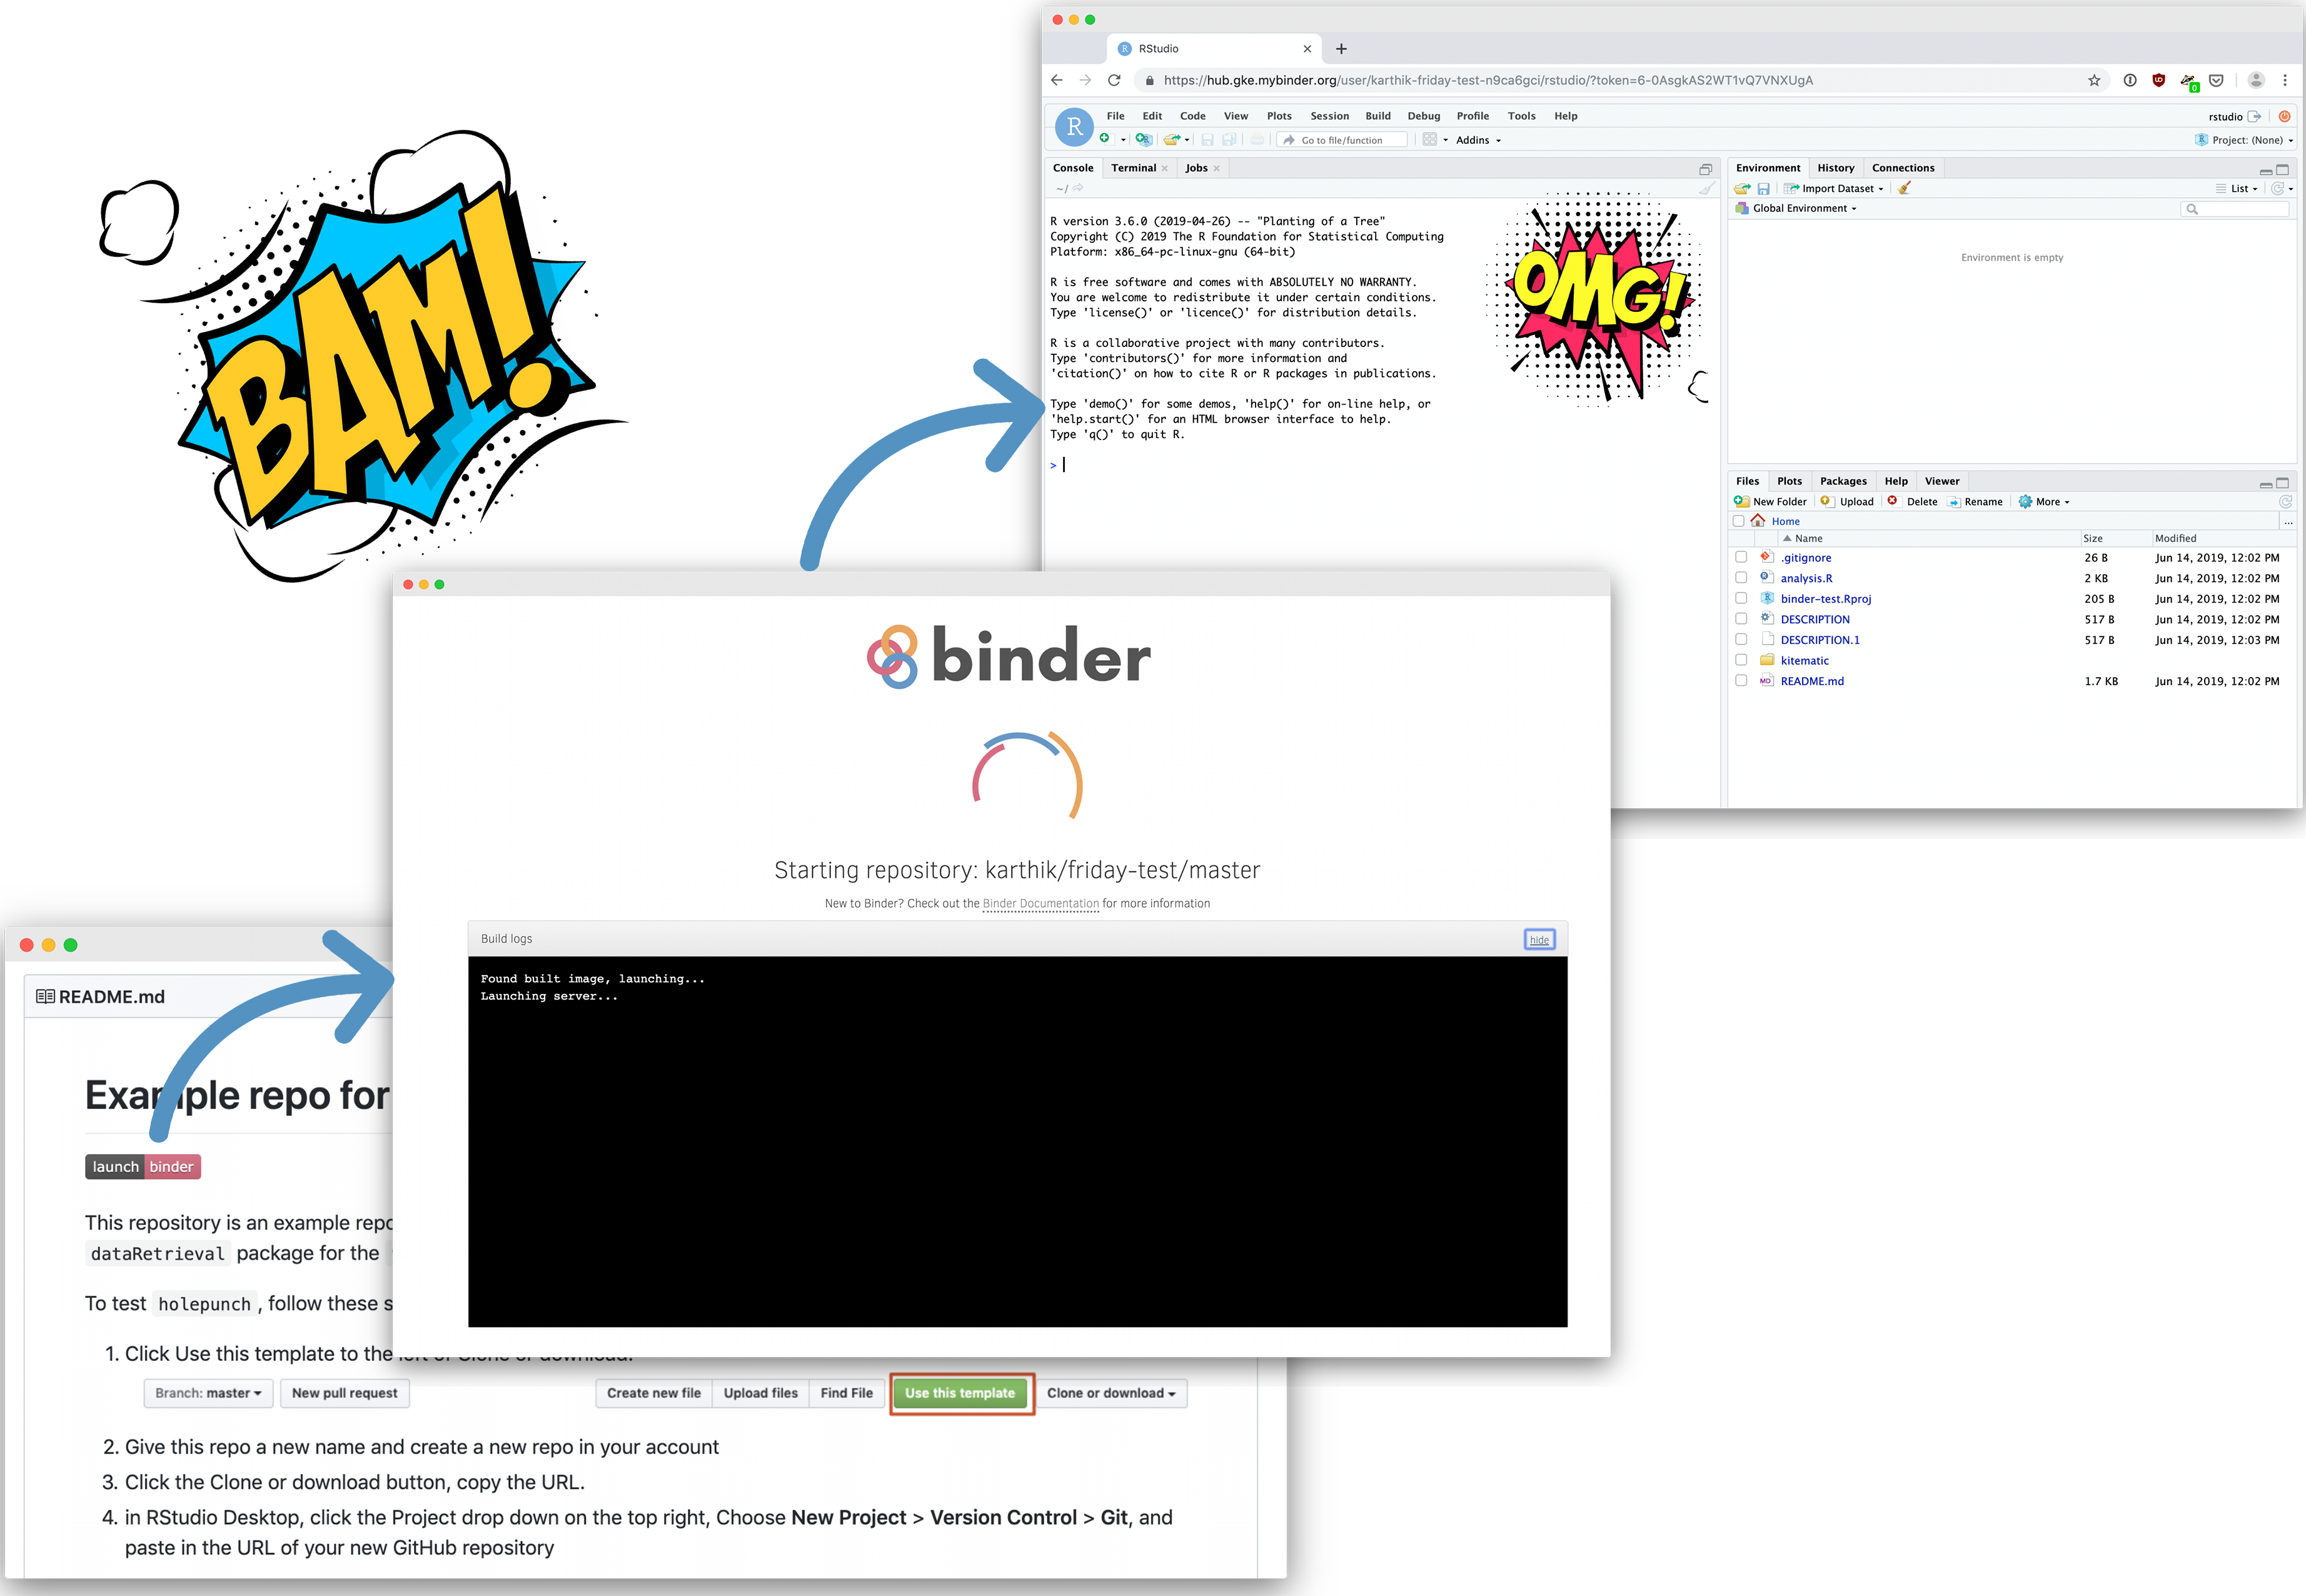 BAM!
RStudio
https://hub.gke.mybinder.org/user/karthik-friday-test-n9ca6gci/rstudio/?token=6-0AsgkAS2WT1vQ7VNXUgA
R
File Edit Code View Plots Session Build Debug Profile Tools Help
rstudio
Go to file/function Addins
Project: (None)
Console Terminal Jobs
~/
R version 3.6.0 (2019-04-26) -- "Planting of a Tree"
Copyright (C) 2019 The R Foundation for Statistical Computing
Platform: x86_64-pc-linux-gnu (64-bit)
R is free software and comes with ABSOLUTELY NO WARRANTY.
You are welcome to redistribute it under certain conditions.
Type 'license()' or 'licence()' for distribution details.
R is a collaborative project with many contributors.
Type 'contributors()' for more information and
'citation()' on how to cite R or R packages in publications.
Type 'demo()' for some demos, 'help()' for on-line help, or
'help.start()' for an HTML browser interface to help.
Type 'q()' to quit R.
>
OMG!
Environment History Connections
Import Dataset List
Global Environment
Environment is empty
Files Plots Packages Help Viewer
New Folder Upload Delete Rename More
Home ...
Name Size Modified
.gitignore 26 B Jun 14, 2019, 12:02 PM
analysis.R 2 KB Jun 14, 2019, 12:02 PM
binder-test.Rproj 205 B Jun 14, 2019, 12:02 PM
DESCRIPTION 517 B Jun 14, 2019, 12:02 PM
DESCRIPTION.1 517 B Jun 14, 2019, 12:03 PM
kitematic
README.md 1.7 KB Jun 14, 2019, 12:02 PM
binder
Starting repository: karthik/friday-test/master
New to Binder? Check out the Binder Documentation for more information
Build logs hide
Found built image, launching...
Launching server...
README.md
Example repo for
launch binder
This repository is an example repo
dataRetrieval package for the
To test holepunch, follow these
1. Click Use this template to the left of Clone or download.
Branch: master New pull request Create new file Upload files Find File Use this template Clone or download
2. Give this repo a new name and create a new repo in your account
3. Click the Clone or download button, copy the URL.
4. in RStudio Desktop, click the Project drop down on the top right, Choose New Project > Version Control > Git, and
paste in the URL of your new GitHub repository